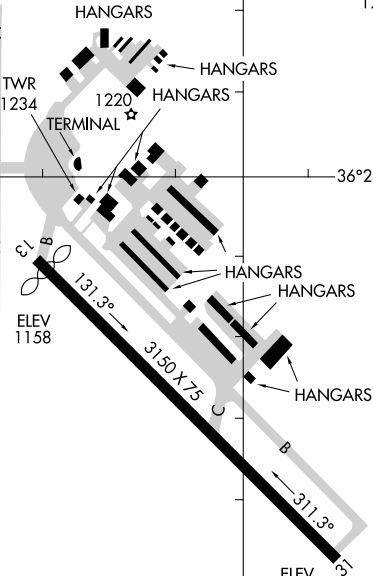 HANGARS
HANGARS
TWR
1234
1220
HANGARS
TERMINAL
36°2
13
B
HANGARS
131.3°
HANGARS
ELEV
1158
3150 X 75
HANGARS
C
B
311.3°
31
ELEV